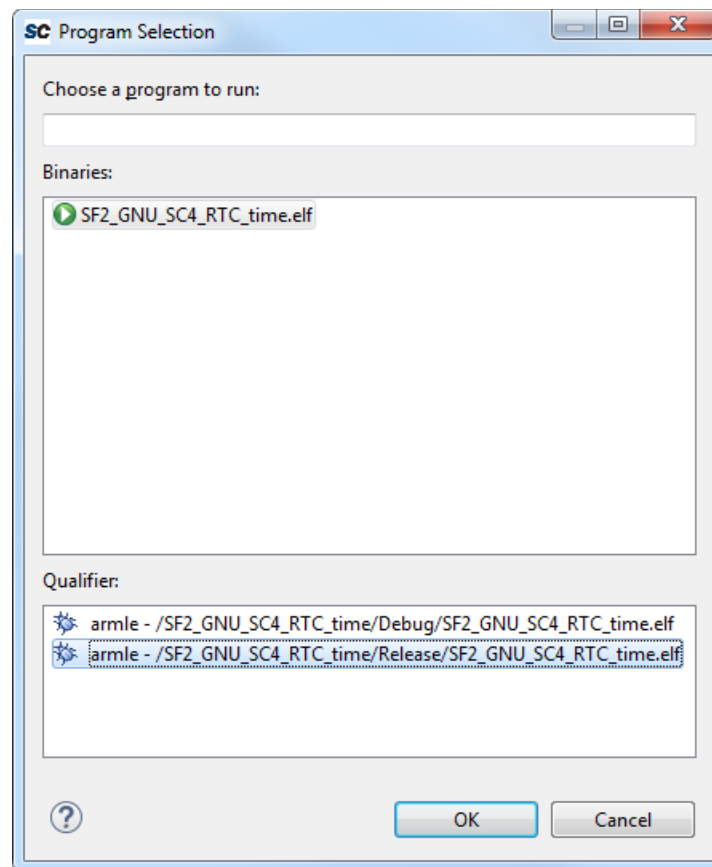 SC Program Selection
Choose a program to run:
Binaries:
SF2_GNU_SC4_RTC_time.elf
Qualifier:
armle - /SF2_GNU_SC4_RTC_time/Debug/SF2_GNU_SC4_RTC_time.elf
armle - /SF2_GNU_SC4_RTC_time/Release/SF2_GNU_SC4_RTC_time.elf
?
OK Cancel